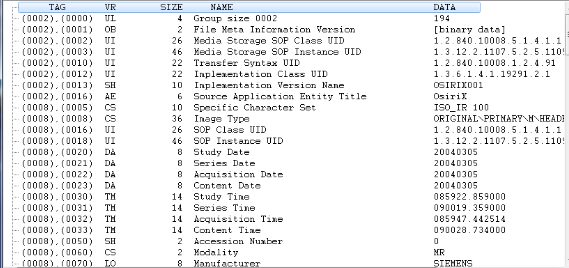 TAG VR SIZE NAME DATA
(0002),(0000) UL 4 Group size 0002 194
(0002),(0001) OB 2 File Meta Information Version [binary data]
(0002),(0002) UI 26 Media Storage SOP Class UID 1.2.840.10008.5.1.4.1.1
(0002),(0003) UI 46 Media Storage SOP Instance UID 1.3.12.2.1107.5.2.5.1105
(0002),(0010) UI 22 Transfer Syntax UID 1.2.840.10008.1.2.4.91
(0002),(0012) UI 22 Implementation Class UID 1.3.6.1.4.1.19291.2.1
(0002),(0013) SH 10 Implementation Version Name OSIRIX001
(0002),(0016) AE 6 Source Application Entity Title OsiriX
(0008),(0005) CS 10 Specific Character Set ISO_IR 100
(0008),(0008) CS 36 Image Type ORIGINAL\PRIMARY\M\HEADE
(0008),(0016) UI 26 SOP Class UID 1.2.840.10008.5.1.4.1.1
(0008),(0018) UI 46 SOP Instance UID 1.3.12.2.1107.5.2.5.1105
(0008),(0020) DA 8 Study Date 20040305
(0008),(0021) DA 8 Series Date 20040305
(0008),(0022) DA 8 Acquisition Date 20040305
(0008),(0023) DA 8 Content Date 20040305
(0008),(0030) TM 14 Study Time 085922.859000
(0008),(0031) TM 14 Series Time 090019.359000
(0008),(0032) TM 14 Acquisition Time 085947.442514
(0008),(0033) TM 14 Content Time 090028.734000
(0008),(0050) SH 2 Accession Number 0
(0008),(0060) CS 2 Modality MR
(0008),(0070) LO 8 Manufacturer SIEMENS